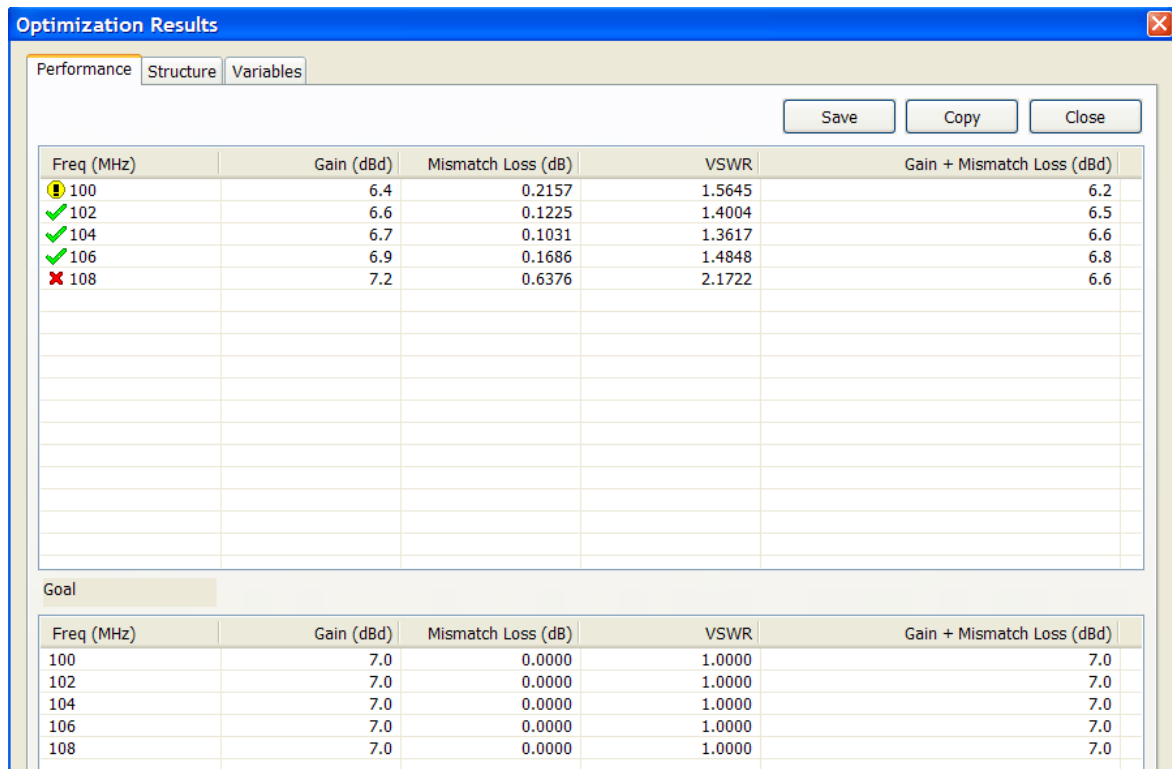 Optimization Results
Performance Structure Variables
Save Copy Close
Freq (MHz) Gain (dBd) Mismatch Loss (dB) VSWR Gain + Mismatch Loss (dBd)
100 6.4 0.2157 1.5645 6.2
102 6.6 0.1225 1.4004 6.5
104 6.7 0.1031 1.3617 6.6
106 6.9 0.1686 1.4848 6.8
108 7.2 0.6376 2.1722 6.6
Goal
Freq (MHz) Gain (dBd) Mismatch Loss (dB) VSWR Gain + Mismatch Loss (dBd)
100 7.0 0.0000 1.0000 7.0
102 7.0 0.0000 1.0000 7.0
104 7.0 0.0000 1.0000 7.0
106 7.0 0.0000 1.0000 7.0
108 7.0 0.0000 1.0000 7.0